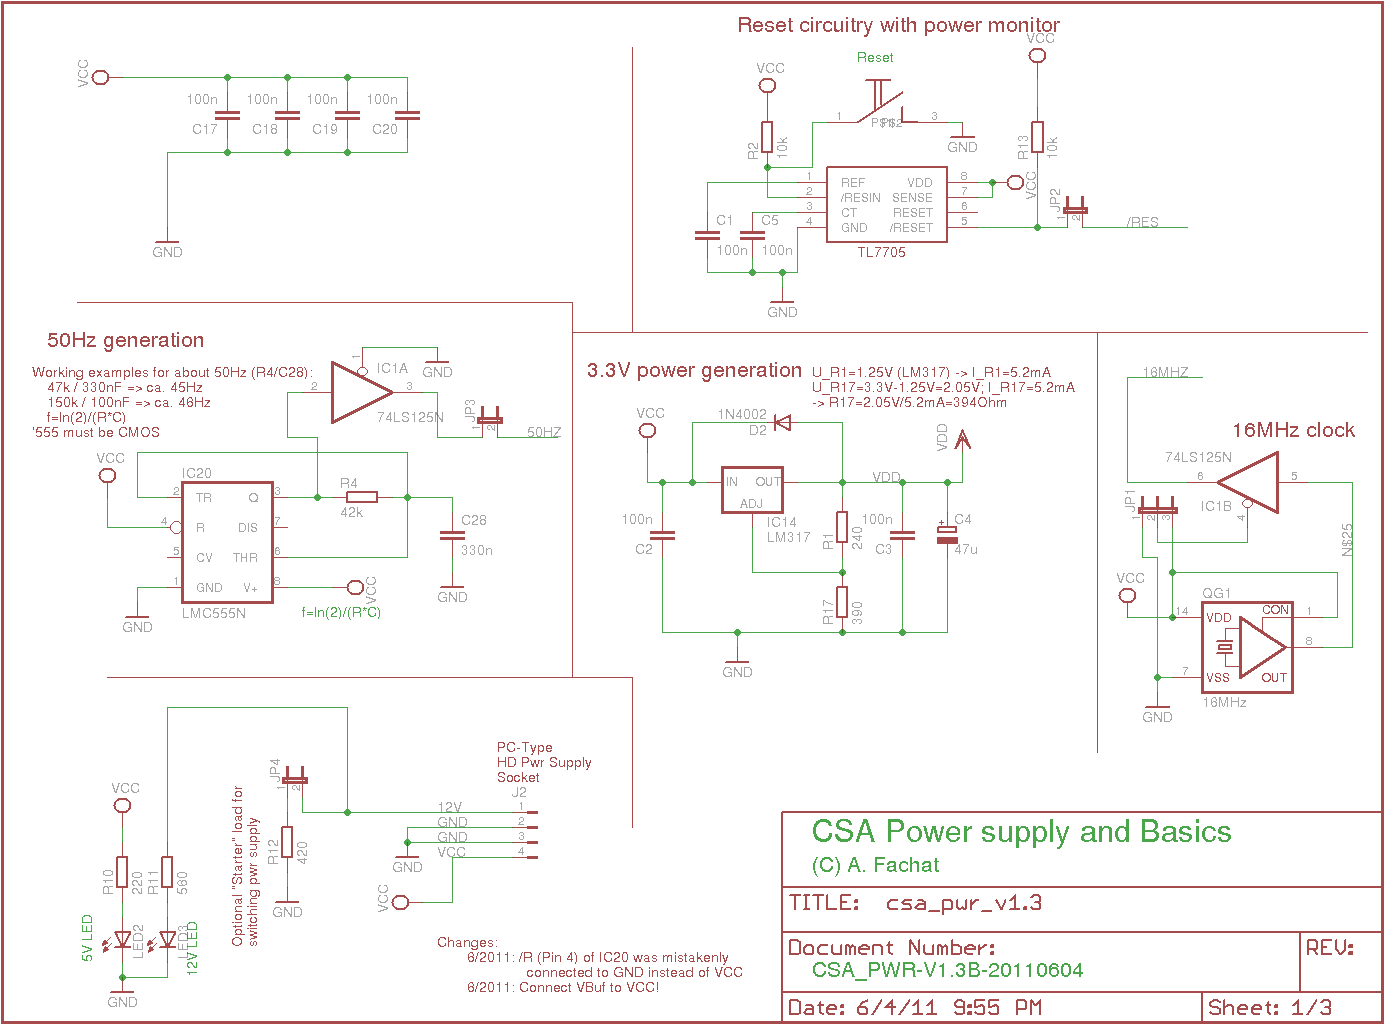 Reset circuitry with power monitor
VCC
100n 100n 100n 100n
C17 C18 C19 C20
GND
Reset
VCC
VCC
R2
10k
1
3
GND
R13
10k
1 REF
2 /RESIN
3 CT
4 GND
VDD 8
SENSE 7
RESET 6
/RESET 5
TL7705
VCC
JP2
1
2
/RES
C1
100n
C5
100n
GND
50Hz generation
Working examples for about 50Hz (R4/C28):
47k / 330nF => ca. 45Hz
150k / 100nF => ca. 46Hz
f=ln(2)/(R*C)
'555 must be CMOS
1
IC1A
GND
2
3
74LS125N
JP3
1
2
50HZ
VCC
IC20
2 TR
4 R
5 CV
1 GND
Q 3
DIS 7
THR 6
V+ 8
LMC555N
GND
R4
42k
C28
330n
GND
VCC
f=ln(2)/(R*C)
3.3V power generation
U_R1=1.25V (LM317) -> I_R1=5.2mA
U_R17=3.3V-1.25V=2.05V; I_R17=5.2mA
-> R17=2.05V/5.2mA=394Ohm
VCC
1N4002
D2
IN OUT
ADJ
IC14
LM317
VDD
VDD
100n
C2
R1
240
100n
C3
C4
47u
R17
390
GND
16MHZ
16MHz clock
74LS125N
6
5
IC1B
4
JP1
1
2
3
N$25
VCC
QG1
14 VDD
CON 1
8
7 VSS
OUT
16MHz
GND
VCC
R10
220
R11
560
5V LED
LED2
LED3
12V LED
GND
Optional "Starter" load for
switching pwr supply
JP4
1
2
R12
420
GND
PC-Type
HD Pwr Supply
Socket
J2
12V 1
GND 2
GND 3
VCC 4
GND
VCC
Changes:
6/2011: /R (Pin 4) of IC20 was mistakenly
connected to GND instead of VCC
6/2011: Connect VBuf to VCC!
CSA Power supply and Basics
(C) A. Fachat
TITLE: csa_pwr_v1.3
Document Number:
CSA_PWR-V1.3B-20110604
REV:
Date: 6/4/11 9:55 PM
Sheet: 1/3